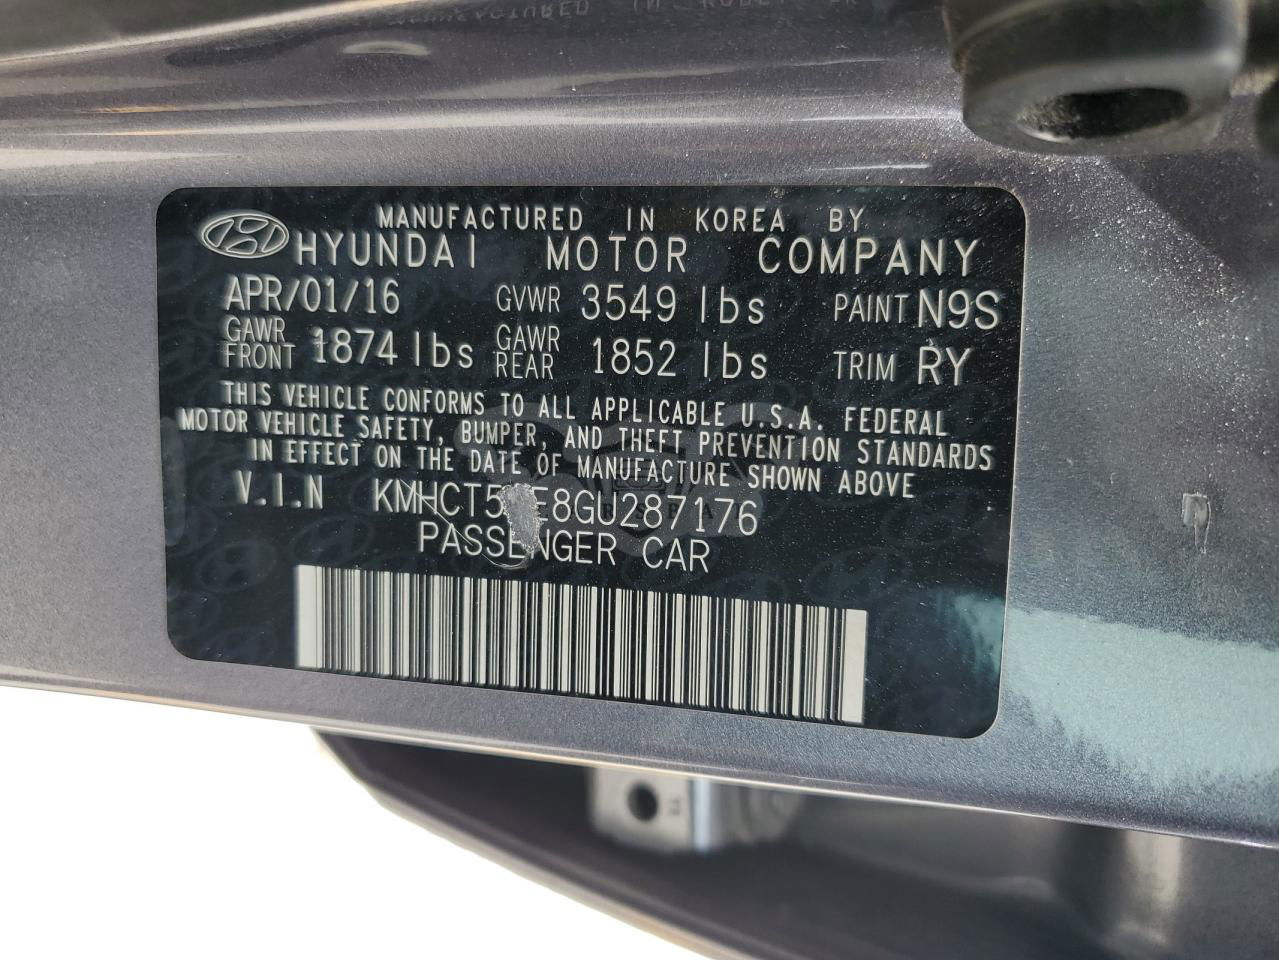 MANUFACTURED IN KOREA BY
HYUNDAI MOTOR COMPANY
APR/01/16 GVWR 3549 lbs PAINT N9S
GAWR FRONT 1874 lbs GAWR REAR 1852 lbs TRIM RY
THIS VEHICLE CONFORMS TO ALL APPLICABLE U.S.A. FEDERAL
MOTOR VEHICLE SAFETY, BUMPER, AND THEFT PREVENTION STANDARDS
IN EFFECT ON THE DATE OF MANUFACTURE SHOWN ABOVE
V.I.N
PASSENGER CAR